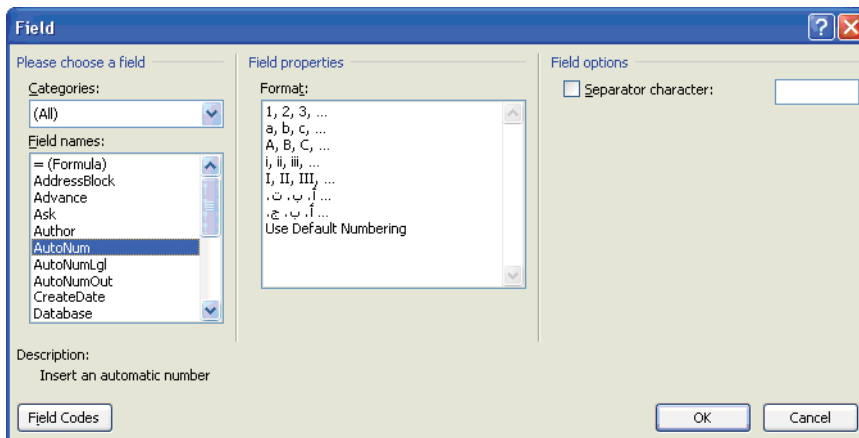 Field
Please choose a field
Categories:
(All)
Field names:
= (Formula)
AddressBlock
Advance
Ask
Author
AutoNum
AutoNumLgl
AutoNumOut
CreateDate
Database
Field properties
Format:
1, 2, 3, ...
a, b, c, ...
A, B, C, ...
i, ii, iii, ...
I, II, III, ...
أ، ب، ت، ...
أ، ب، ج، ...
Use Default Numbering
Field options
Separator character:
Description:
Insert an automatic number
Field Codes
OK
Cancel